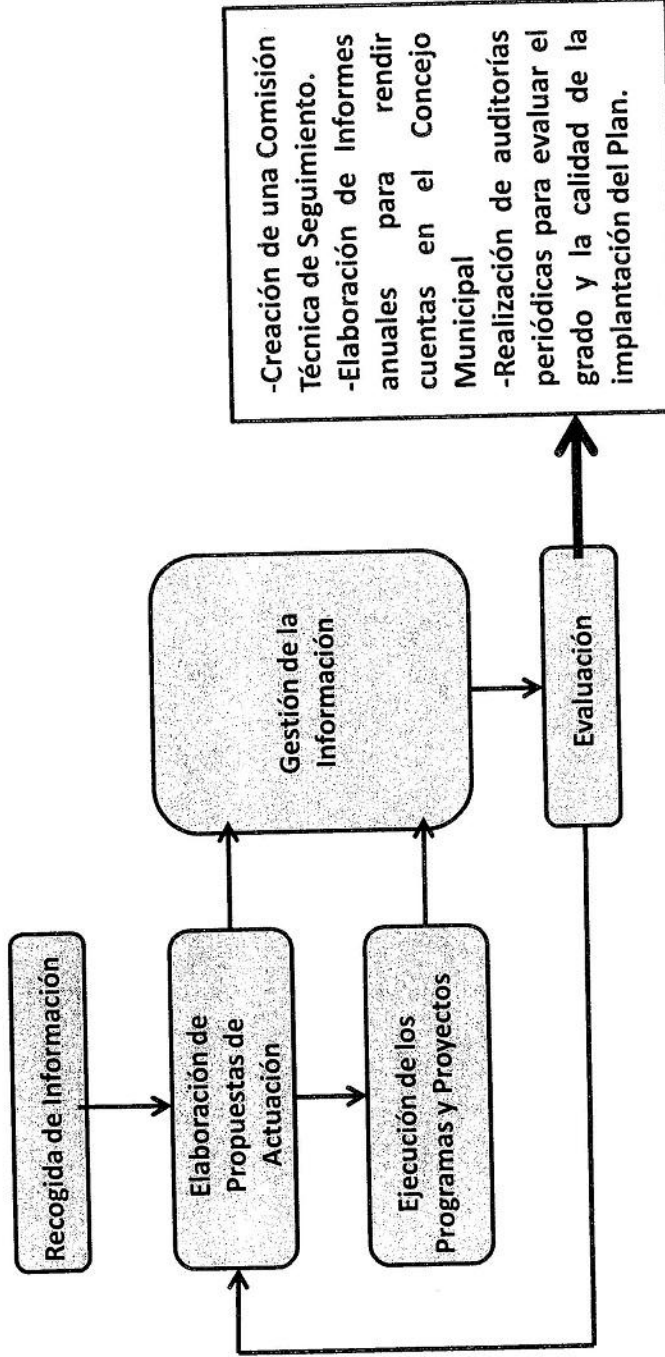 Recogida de Información
Elaboración de
Propuestas de
Actuación
Ejecución de los
Programas y Proyectos
Gestión de la
Información
Evaluación
-Creación de una Comisión
Técnica de Seguimiento.
-Elaboración de Informes
anuales para rendir
cuentas en el Concejo
Municipal
-Realización de auditorías
periódicas para evaluar el
grado y la calidad de la
implantación del Plan.